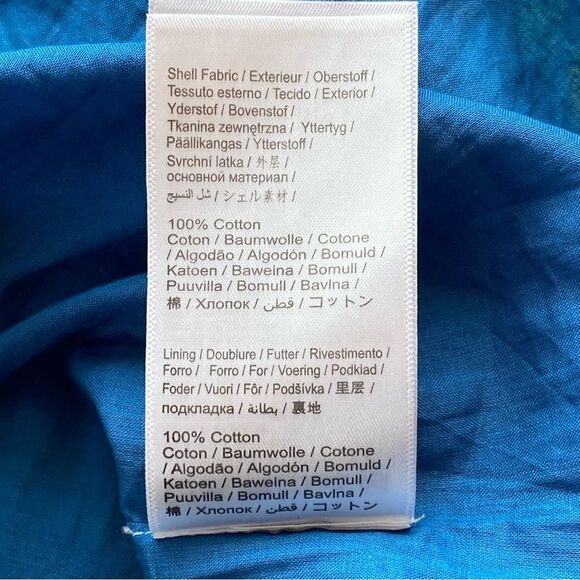 Shell Fabric / Exterieur / Oberstoff /
Tessuto esterno / Tecido / Exterior /
Yderstof / Bovenstof /
Tkanina zewnętrzna / Yttertyg /
Päällikangas / Ytterstoff /
Svrchní latka / 外层 /
основной материал /
شل النسيج / シェル素材 /
100% Cotton
Coton / Baumwolle / Cotone
/ Algodão / Algodón / Bomuld /
Katoen / Bawelna / Bomull /
Puuvilla / Bomull / Bavlna /
棉 / Хлопок / قطن / コットン
Lining / Doublure / Futter / Rivestimento /
Forro / Forro / For / Voering / Podkład /
Foder / Vuori / Fôr / Podšívka / 里层 /
подкладка / بطانة / 裏地
100% Cotton
Coton / Baumwolle / Cotone
/ Algodão / Algodón / Bomuld /
Katoen / Bawelna / Bomull /
Puuvilla / Bomull / Bavlna /
棉 / Хлопок / قطن / コットン